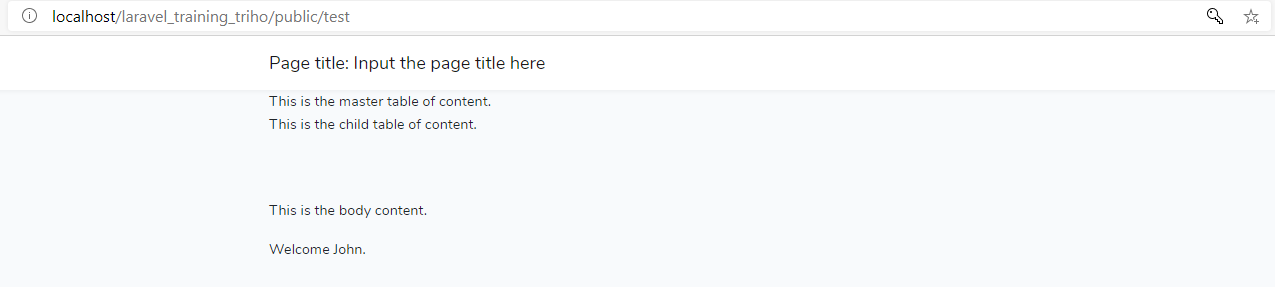 localhost/laravel_training_triho/public/test
Page title: Input the page title here
This is the master table of content.
This is the child table of content.
This is the body content.
Welcome John.